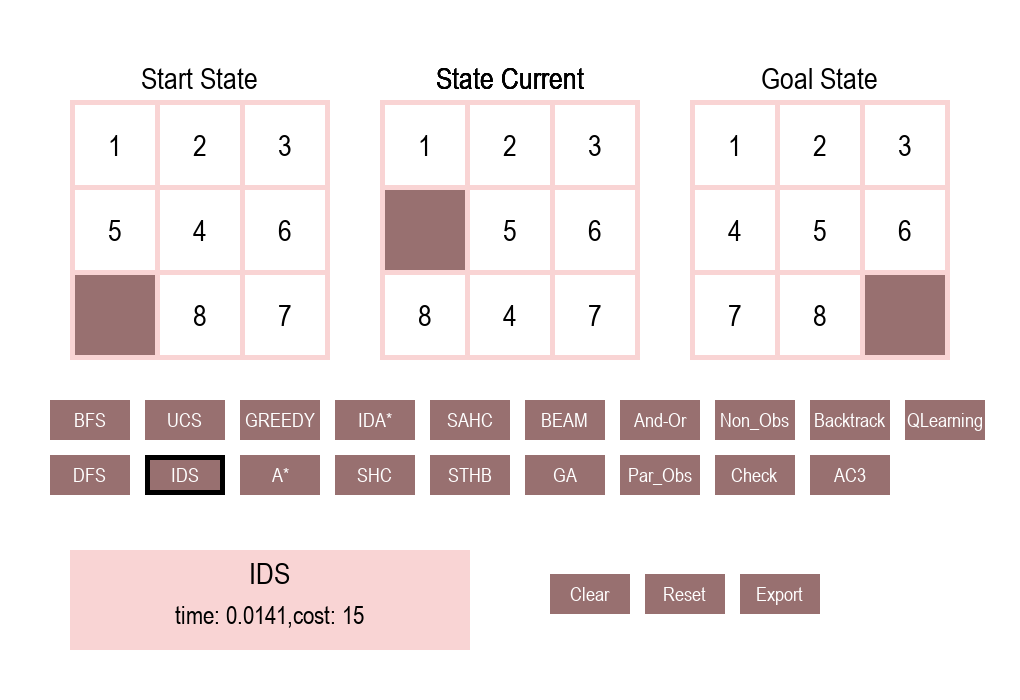 Start State State Current Goal State
1 2 3 1 2 3 1 2 3
5 4 6 5 6 4 5 6
8 7 8 4 7 7 8
BFS UCS GREEDY IDA* SAHC BEAM And-Or Non_Obs Backtrack QLearning
DFS IDS A* SHC STHB GA Par_Obs Check AC3
IDS
time: 0.0141,cost: 15
Clear Reset Export